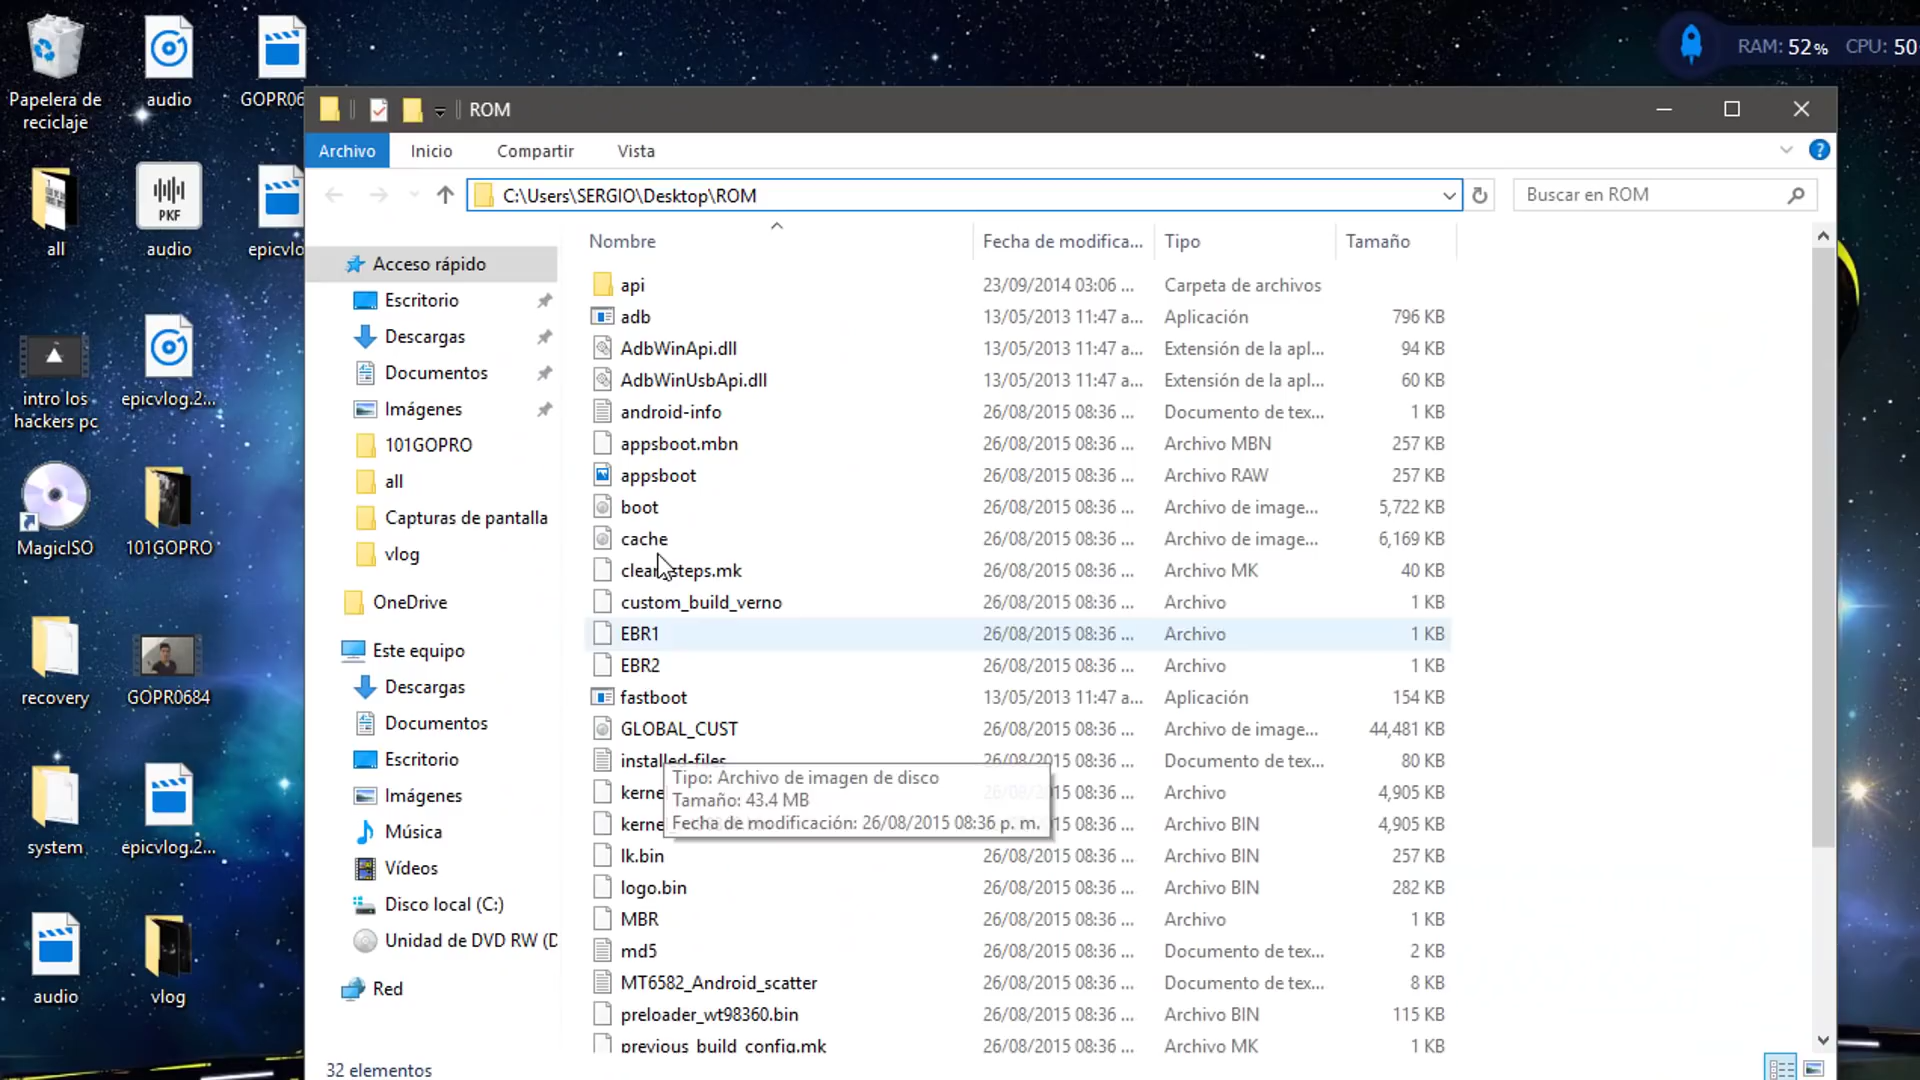 Papelera de
reciclaje
audio
GOPR06
all
audio
PKF
epicvlo
intro los
hackers pc
epicvlog.2...
MagicISO
101GOPRO
recovery
GOPR0684
system
epicvlog.2...
audio
vlog
RAM: 52% CPU: 50
ROM
Archivo Inicio Compartir Vista
C:\Users\SERGIO\Desktop\ROM
Buscar en ROM
Acceso rápido
Escritorio
Descargas
Documentos
Imágenes
101GOPRO
all
Capturas de pantalla
vlog
OneDrive
Este equipo
Descargas
Documentos
Escritorio
Imágenes
Música
Vídeos
Disco local (C:)
Unidad de DVD RW (D
Red
Nombre Fecha de modifica... Tipo Tamaño
api 23/09/2014 03:06 ... Carpeta de archivos
adb 13/05/2013 11:47 a... Aplicación 796 KB
AdbWinApi.dll 13/05/2013 11:47 a... Extensión de la apl... 94 KB
AdbWinUsbApi.dll 13/05/2013 11:47 a... Extensión de la apl... 60 KB
android-info 26/08/2015 08:36 ... Documento de tex... 1 KB
appsboot.mbn 26/08/2015 08:36 ... Archivo MBN 257 KB
appsboot 26/08/2015 08:36 ... Archivo RAW 257 KB
boot 26/08/2015 08:36 ... Archivo de image... 5,722 KB
cache 26/08/2015 08:36 ... Archivo de image... 6,169 KB
clean_steps.mk 26/08/2015 08:36 ... Archivo MK 40 KB
custom_build_verno 26/08/2015 08:36 ... Archivo 1 KB
EBR1 26/08/2015 08:36 ... Archivo 1 KB
EBR2 26/08/2015 08:36 ... Archivo 1 KB
fastboot 13/05/2013 11:47 a... Aplicación 154 KB
GLOBAL_CUST 26/08/2015 08:36 ... Archivo de image... 44,481 KB
installed-files 26/08/2015 08:36 ... Documento de tex... 80 KB
kerne 26/08/2015 08:36 ... Archivo 4,905 KB
kerne 26/08/2015 08:36 ... Archivo BIN 4,905 KB
Tipo: Archivo de imagen de disco
Tamaño: 43.4 MB
Fecha de modificación: 26/08/2015 08:36 p. m.
lk.bin 26/08/2015 08:36 ... Archivo BIN 257 KB
logo.bin 26/08/2015 08:36 ... Archivo BIN 282 KB
MBR 26/08/2015 08:36 ... Archivo 1 KB
md5 26/08/2015 08:36 ... Documento de tex... 2 KB
MT6582_Android_scatter 26/08/2015 08:36 ... Documento de tex... 8 KB
preloader_wt98360.bin 26/08/2015 08:36 ... Archivo BIN 115 KB
previous_build_config.mk 26/08/2015 08:36 ... Archivo MK 1 KB
32 elementos